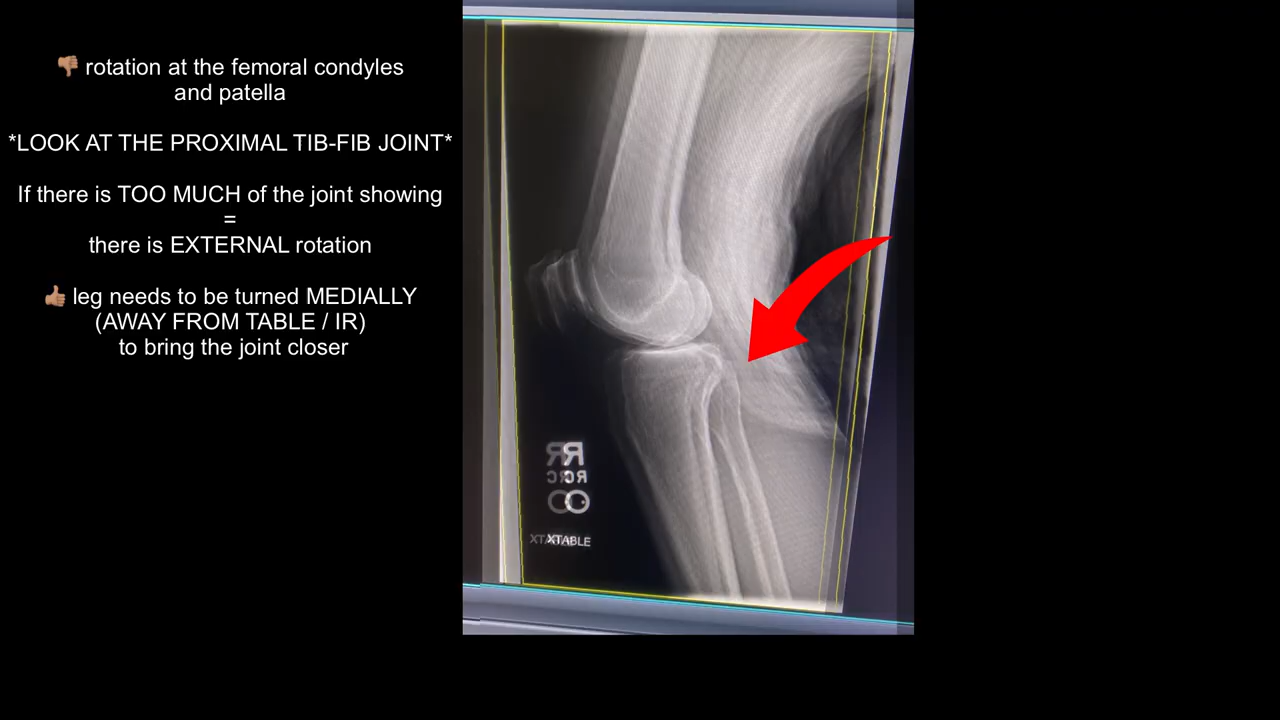 👎🏽 rotation at the femoral condyles
and patella
*LOOK AT THE PROXIMAL TIB-FIB JOINT*
If there is TOO MUCH of the joint showing
=
there is EXTERNAL rotation
👍🏽 leg needs to be turned MEDIALLY
(AWAY FROM TABLE / IR)
to bring the joint closer
R
XTABLE